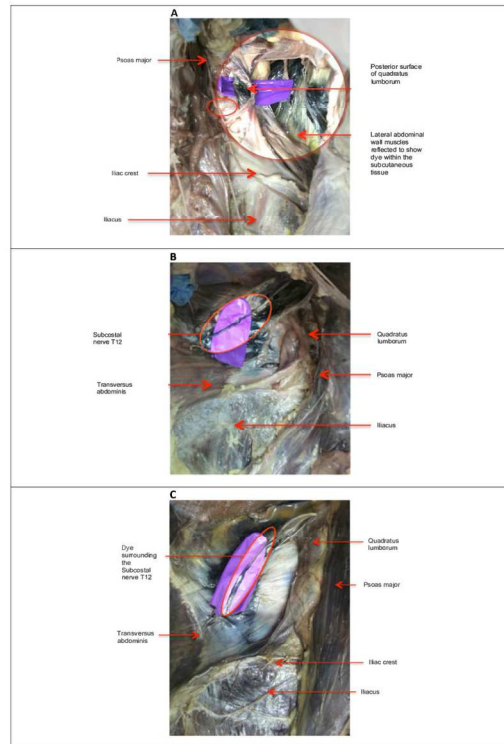 A
Psoas major
Posterior surface
of quadratus
lumborum
Lateral abdominal
wall muscles
reflected to show
dye within the
subcutaneous
tissue
Iliac crest
Iliacus
B
Subcostal
nerve T12
Quadratus
lumborum
Psoas major
Transversus
abdominis
Iliacus
C
Dye
surrounding
the
Subcostal
nerve T12
Quadratus
lumborum
Psoas major
Transversus
abdominis
Iliac crest
Iliacus